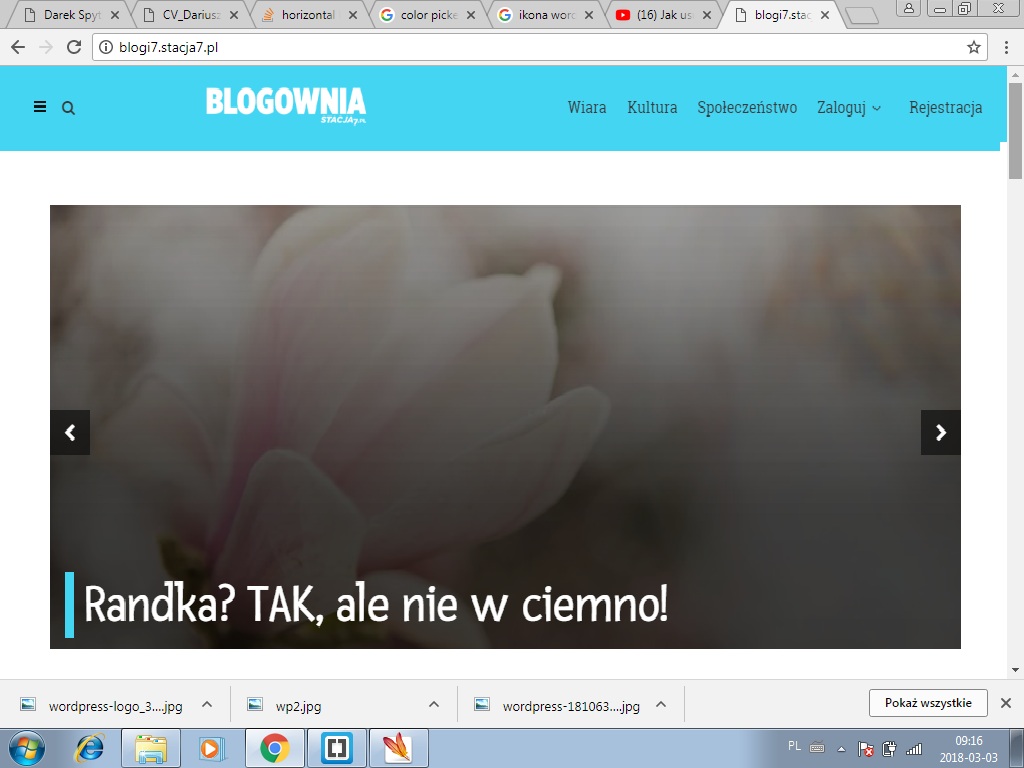 Darek Spyt
CV_Dariusz
horizontal
color picke
ikona word
(16) Jak us
blogi7.stac
blogi7.stacja7.pl
BLOGOWNIA
STACJA7.PL
Wiara
Kultura
Społeczeństwo
Zaloguj
Rejestracja
Randka? TAK, ale nie w ciemno!
wordpress-logo_3....jpg
wp2.jpg
wordpress-181063....jpg
Pokaż wszystkie
PL
09:16
2018-03-03